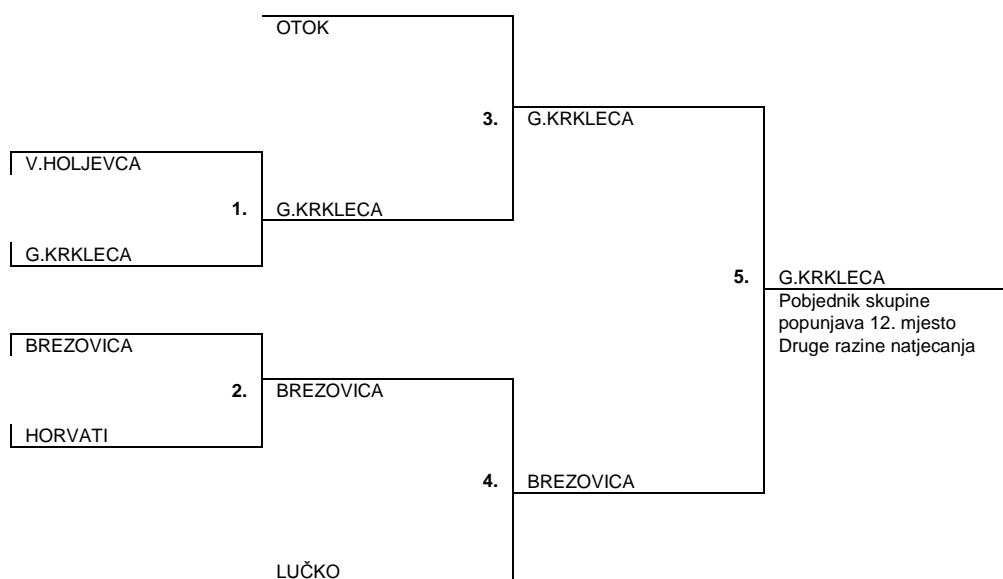 OTOK
3. G.KRKLECA
V.HOLJEVCA
1. G.KRKLECA
G.KRKLECA
5. G.KRKLECA
Pobjednik skupine
popunjava 12. mjesto
Druge razine natjecanja
BREZOVICA
2. BREZOVICA
HORVATI
4. BREZOVICA
LUČKO